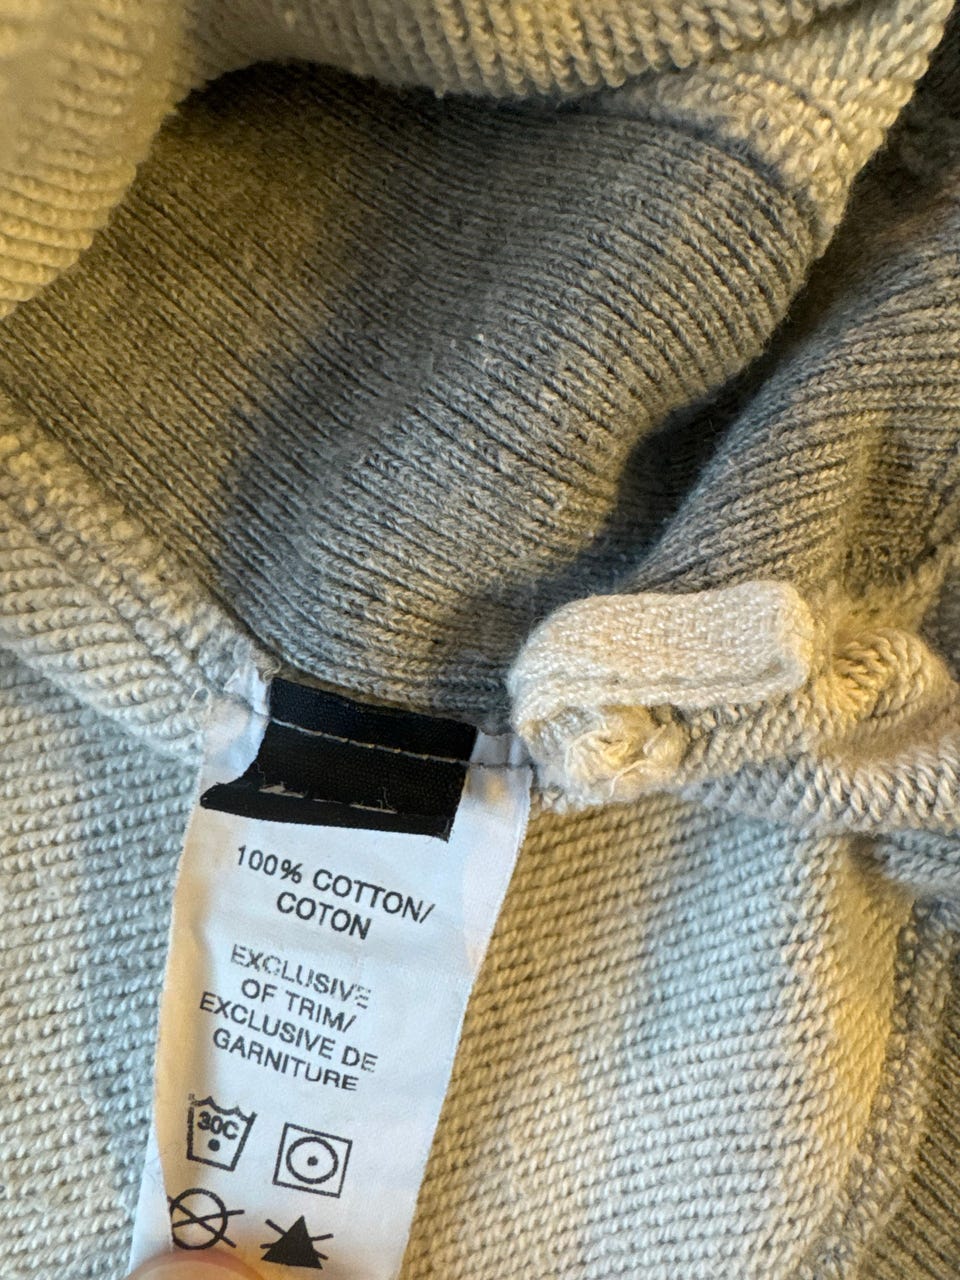 100% COTTON/
COTON
EXCLUSIVE
OF TRIM/
EXCLUSIVE DE
GARNITURE
30C